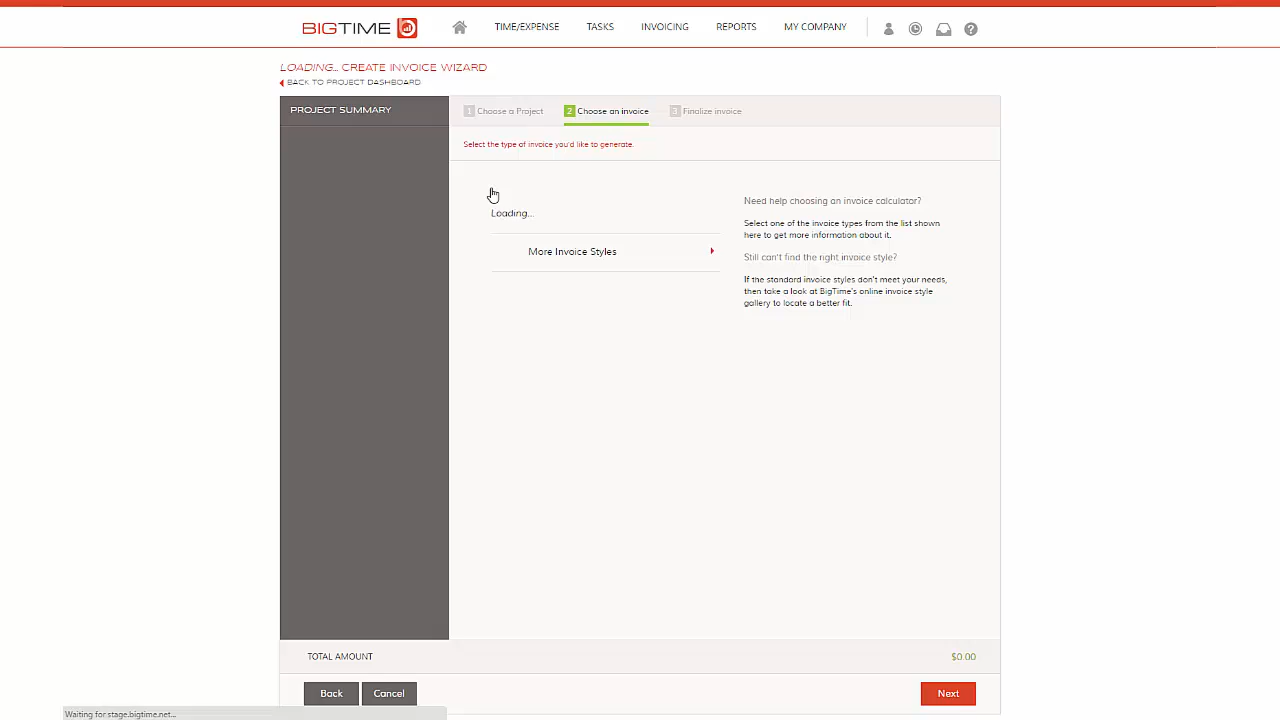 BIGTIME
TIME/EXPENSE
TASKS
INVOICING
REPORTS
MY COMPANY
?
LOADING... CREATE INVOICE WIZARD
BACK TO PROJECT DASHBOARD
PROJECT SUMMARY
1 Choose a Project
2 Choose an invoice
3 Finalize invoice
Select the type of invoice you'd like to generate.
Loading...
More Invoice Styles
Need help choosing an invoice calculator?
Select one of the invoice types from the list shown
here to get more information about it.
Still can't find the right invoice style?
If the standard invoice styles don't meet your needs,
then take a look at BigTime's online invoice style
gallery to locate a better fit.
TOTAL AMOUNT
$0.00
Back
Cancel
Next
Waiting for stage.bigtime.net...